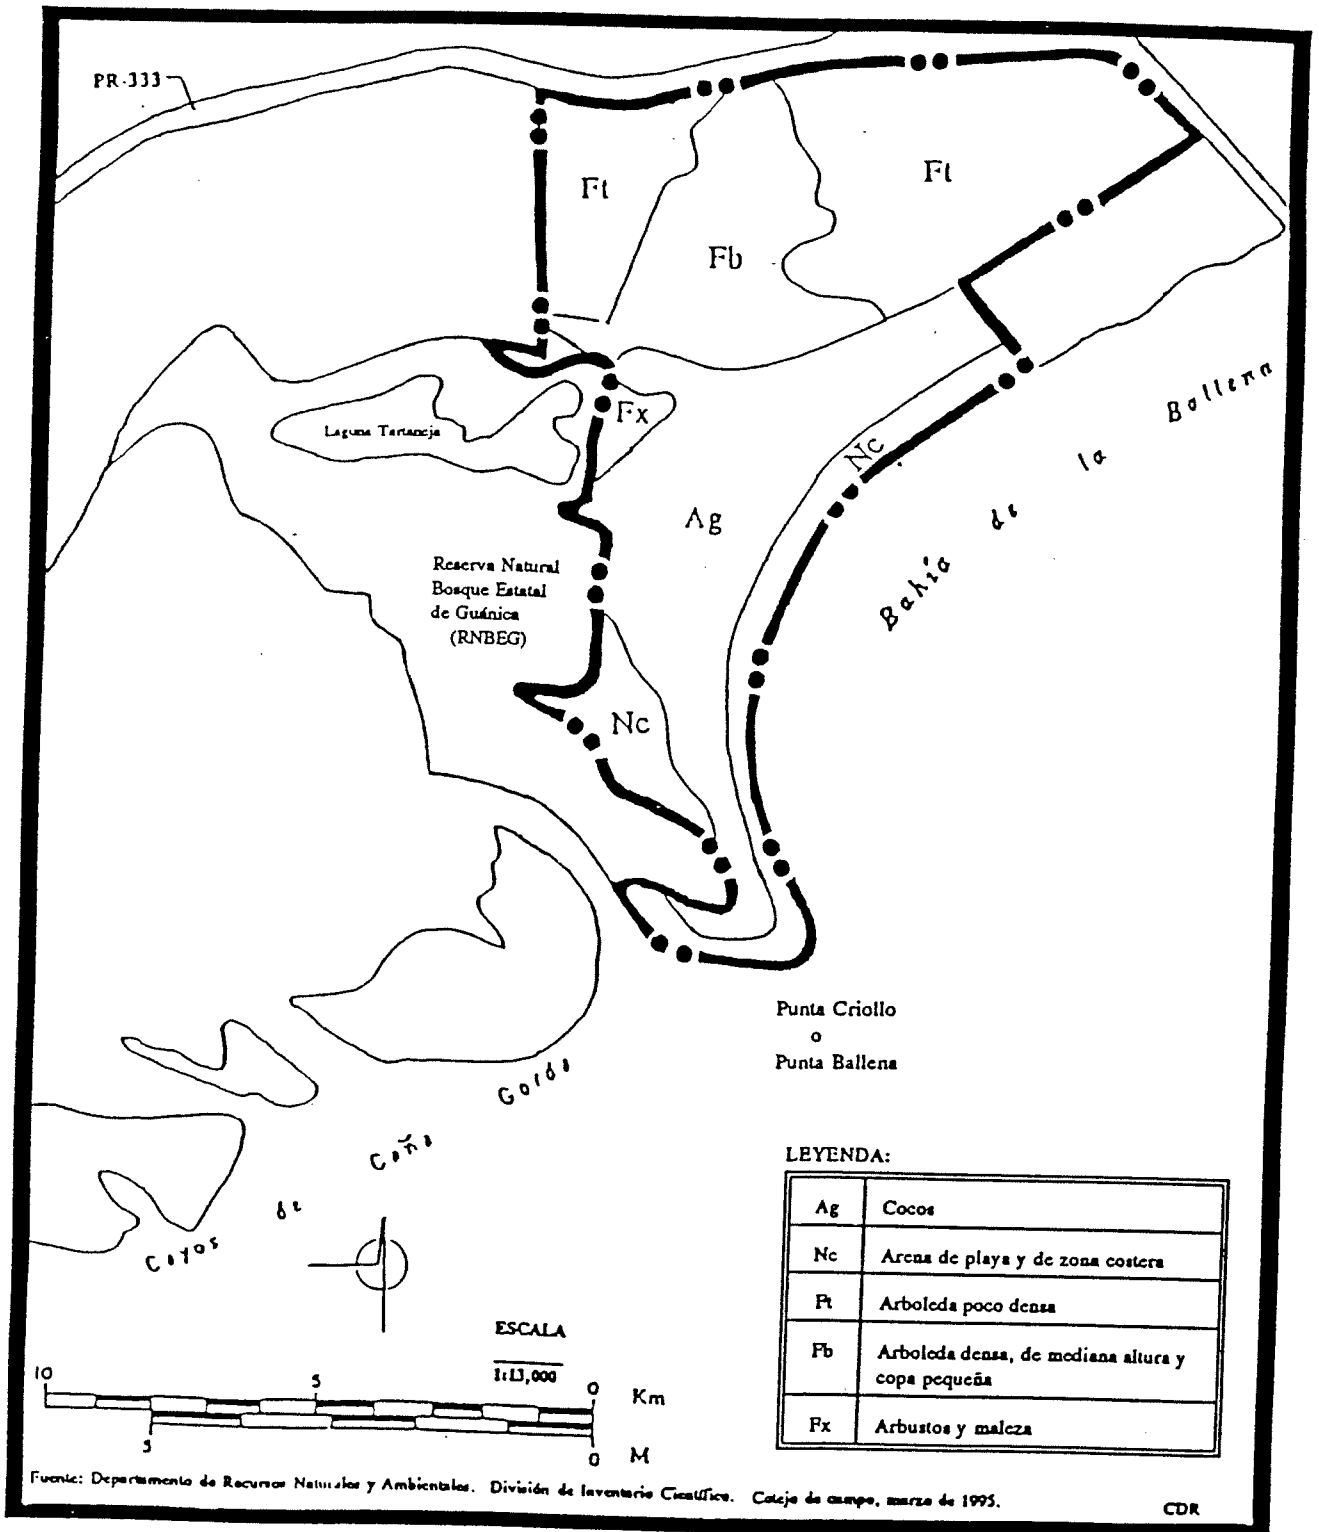 PR-333
Ft
Ft
Fb
Fx
Laguna Tortaneja
Ballena
la
de
Bahía
Nc
Ag
Reserva Natural
Bosque Estatal
de Guánica
(RNBEG)
Nc
Punta Criollo
o
Punta Ballena
Gorda
Caño
de
Cayos
LEYENDA:
Ag Cocos
Nc Arena de playa y de zona costera
Ft Arboleda poco densa
Fb Arboleda densa, de mediana altura y
copa pequeña
Fx Arbustos y maleza
ESCALA
1:13,000
10 5 0 Km
3 0 M
Fuente: Departamento de Recursos Naturales y Ambientales. División de Inventario Científico. Cotejo de campo, marzo de 1995.
CDR